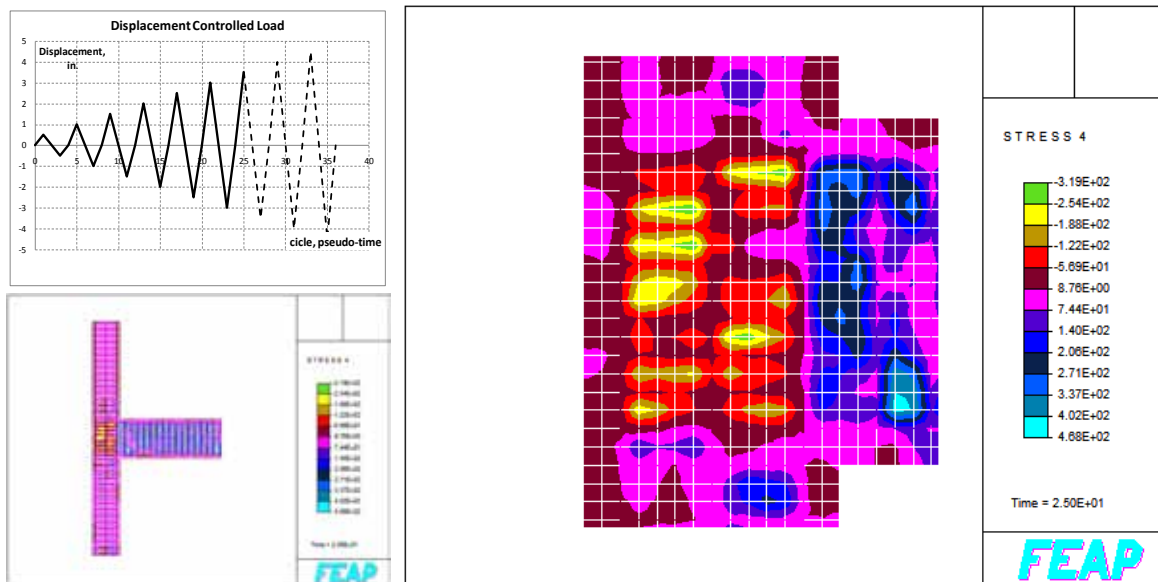 Displacement Controlled Load
Displacement,
in.
5
4
3
2
1
0
-1
-2
-3
-4
-5
0 5 10 15 20 25 30 35 40
cicle, pseudo-time
STRESS 4
Time =
FEAP
STRESS 4
-3.19E+02
-2.54E+02
-1.88E+02
-1.22E+02
-5.69E+01
8.76E+00
7.44E+01
1.40E+02
2.06E+02
2.71E+02
3.37E+02
4.02E+02
4.68E+02
Time = 2.50E+01
FEAP